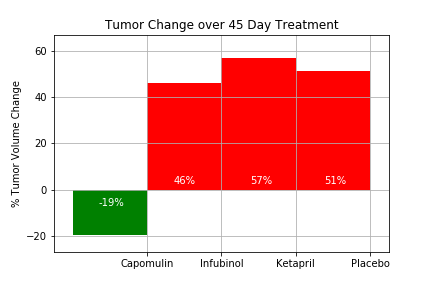 Tumor Change over 45 Day Treatment
% Tumor Volume Change
60
40
20
0
−20
-19%
46%
57%
51%
Capomulin
Infubinol
Ketapril
Placebo